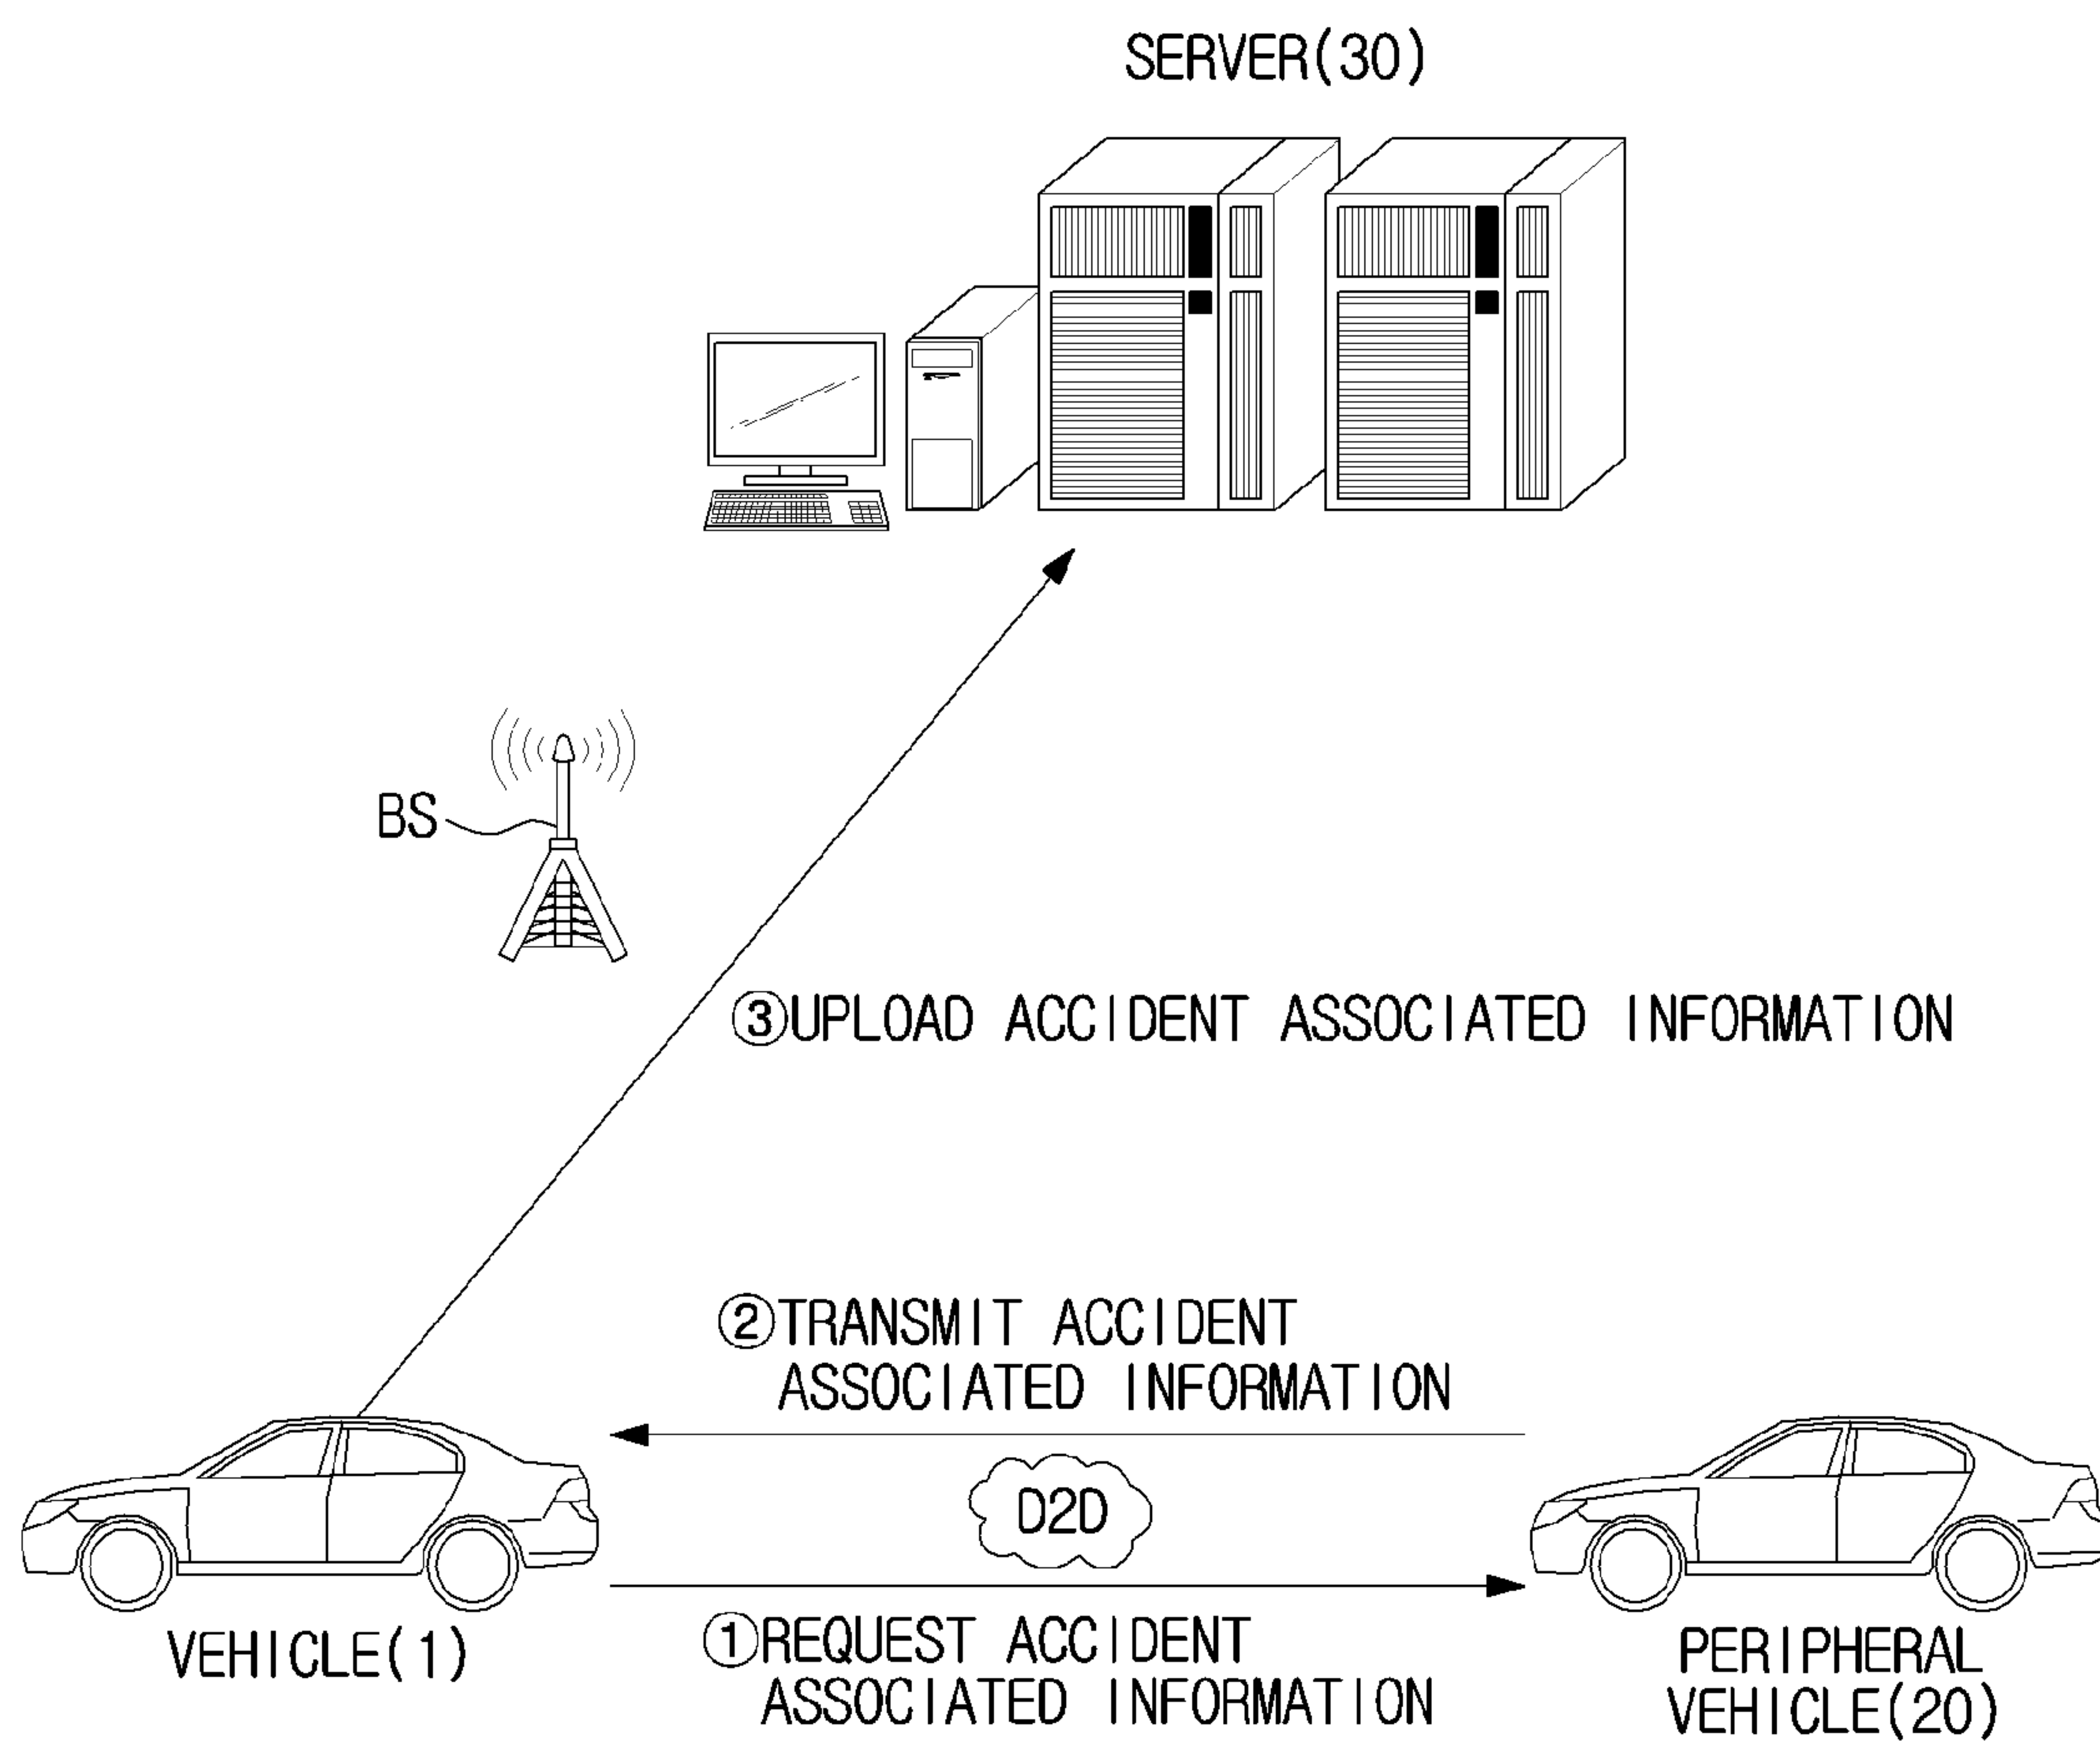 SERVER(30)
BS
③UPLOAD ACCIDENT ASSOCIATED INFORMATION
②TRANSMIT ACCIDENT
ASSOCIATED INFORMATION
D2D
①REQUEST ACCIDENT
ASSOCIATED INFORMATION
VEHICLE(1)
PERIPHERAL
VEHICLE(20)